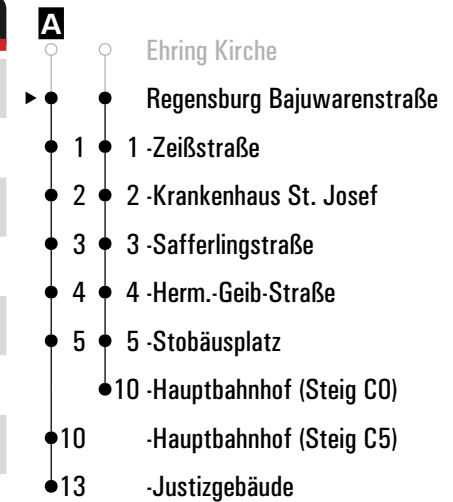 A
Ehring Kirche
Regensburg Bajuwarenstraße
1 1 -Zeißstraße
2 2 -Krankenhaus St. Josef
3 3 -Safferlingstraße
4 4 -Herm.-Geib-Straße
5 5 -Stobäusplatz
10 -Hauptbahnhof (Steig C0)
10 -Hauptbahnhof (Steig C5)
13 -Justizgebäude